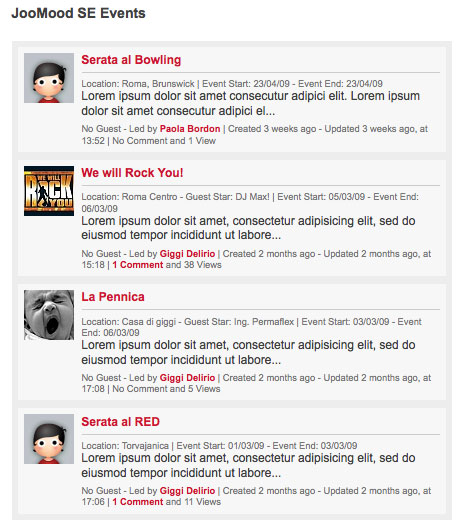 JooMood SE Events
Serata al Bowling
Location: Roma, Brunswick | Event Start: 23/04/09 - Event End: 23/04/09
Lorem ipsum dolor sit amet consecutur adipici elit. Lorem ipsum
dolor sit amet consecutur adipici el...
No Guest - Led by Paola Bordon | Created 3 weeks ago - Updated 3 weeks ago, at
13:52 | No Comment and 1 View
WE WILL
ROCK
YOU
We will Rock You!
Location: Roma Centro - Guest Star: DJ Max! | Event Start: 05/03/09 - Event End:
06/03/09
Lorem ipsum dolor sit amet, consectetur adipisicing elit, sed do
eiusmod tempor incididunt ut labore...
No Guest - Led by Giggi Delirio | Created 2 months ago - Updated 2 months ago, at
15:18 | 1 Comment and 38 Views
La Pennica
Location: Casa di giggi - Guest Star: Ing. Permaflex | Event Start: 03/03/09 - Event
End: 06/03/09
Lorem ipsum dolor sit amet, consectetur adipisicing elit, sed do
eiusmod tempor incididunt ut labore...
No Guest - Led by Giggi Delirio | Created 2 months ago - Updated 2 months ago, at
17:08 | No Comment and 5 Views
Serata al RED
Location: Torvajanica | Event Start: 01/03/09 - Event End: 03/03/09
Lorem ipsum dolor sit amet, consectetur adipisicing elit, sed do
eiusmod tempor incididunt ut labore...
No Guest - Led by Giggi Delirio | Created 2 months ago - Updated 2 months ago, at
17:06 | 1 Comment and 11 Views